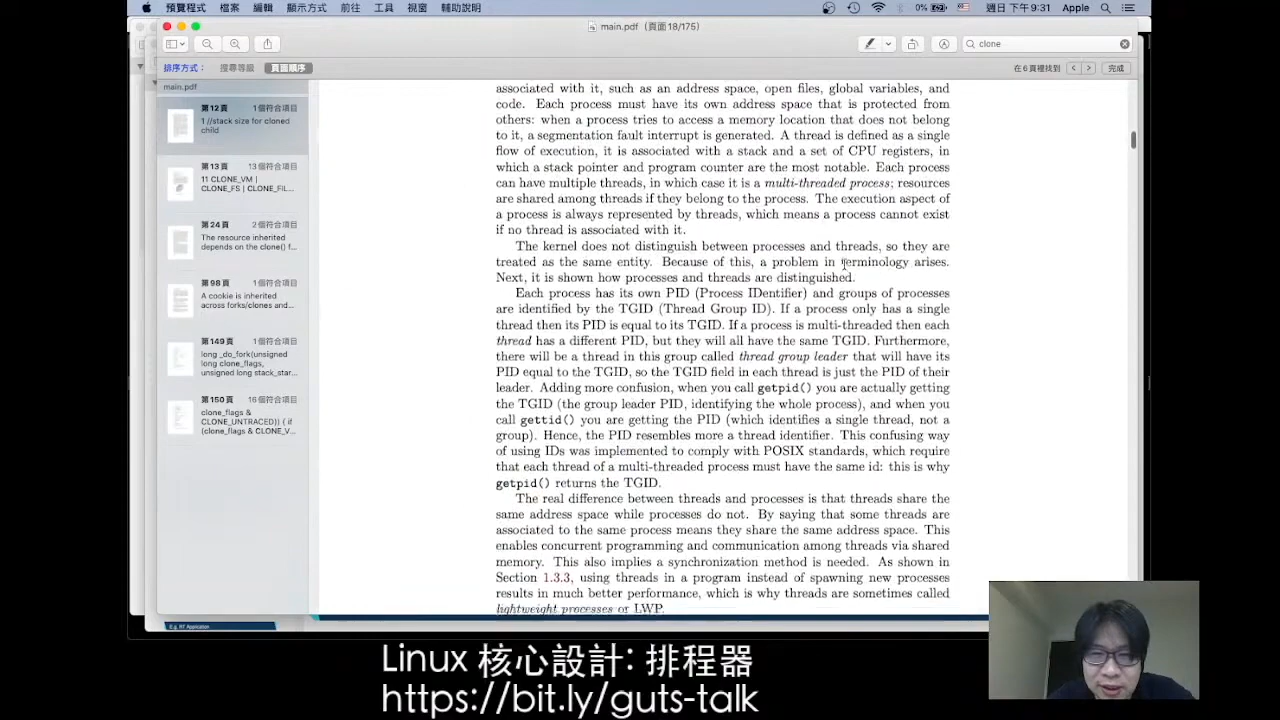 預覽程式 檔案 編輯 顯示方式 前往 工具 視窗 輔助說明 0% 週日 下午 9:31 Apple
main.pdf (頁面 18/175)
clone
排序方式： 搜尋等級 頁面順序 在 6 頁裡找到 完成
main.pdf
第 12 頁 1 個符合項目
1 //stack size for cloned
child
第 13 頁 13 個符合項目
11 CLONE_VM |
CLONE_FS | CLONE_FIL...
第 24 頁 2 個符合項目
The resource inherited
depends on the clone() f...
第 98 頁 1 個符合項目
A cookie is inherited
across forks/clones and...
第 149 頁 1 個符合項目
long _do_fork(unsigned
long clone_flags,
unsigned long stack_star...
第 150 頁 16 個符合項目
clone_flags &
CLONE_UNTRACED)) { if
(clone_flags & CLONE_V...
associated with it, such as an address space, open files, global variables, and
code. Each process must have its own address space that is protected from
others: when a process tries to access a memory location that does not belong
to it, a segmentation fault interrupt is generated. A thread is defined as a single
flow of execution, it is associated with a stack and a set of CPU registers, in
which a stack pointer and program counter are the most notable. Each process
can have multiple threads, in which case it is a multi-threaded process; resources
are shared among threads if they belong to the process. The execution aspect of
a process is always represented by threads, which means a process cannot exist
if no thread is associated with it.
The kernel does not distinguish between processes and threads, so they are
treated as the same entity. Because of this, a problem in terminology arises.
Next, it is shown how processes and threads are distinguished.
Each process has its own PID (Process IDentifier) and groups of processes
are identified by the TGID (Thread Group ID). If a process only has a single
thread then its PID is equal to its TGID. If a process is multi-threaded then each
thread has a different PID, but they will all have the same TGID. Furthermore,
there will be a thread in this group called thread group leader that will have its
PID equal to the TGID, so the TGID field in each thread is just the PID of their
leader. Adding more confusion, when you call getpid() you are actually getting
the TGID (the group leader PID, identifying the whole process), and when you
call gettid() you are getting the PID (which identifies a single thread, not a
group). Hence, the PID resembles more a thread identifier. This confusing way
of using IDs was implemented to comply with POSIX standards, which require
that each thread of a multi-threaded process must have the same id: this is why
getpid() returns the TGID.
The real difference between threads and processes is that threads share the
same address space while processes do not. By saying that some threads are
associated to the same process means they share the same address space. This
enables concurrent programming and communication among threads via shared
memory. This also implies a synchronization method is needed. As shown in
Section 1.3.3, using threads in a program instead of spawning new processes
results in much better performance, which is why threads are sometimes called
lightweight processes or LWP.
E.g. RT Application
Linux 核心設計: 排程器
https://bit.ly/guts-talk